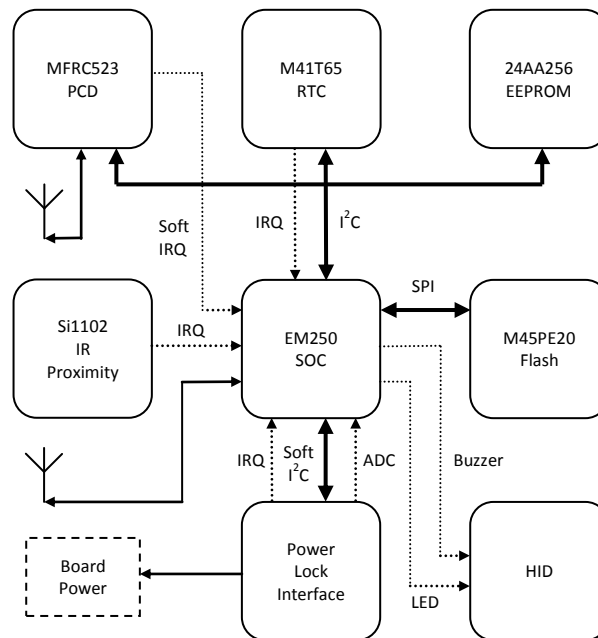 MFRC523
PCD
M41T65
RTC
24AA256
EEPROM
Soft
IRQ
IRQ
I²C
SPI
Si1102
IR
Proximity
IRQ
EM250
SOC
M45PE20
Flash
IRQ
Soft
I²C
ADC
Buzzer
Board
Power
Power
Lock
Interface
LED
HID